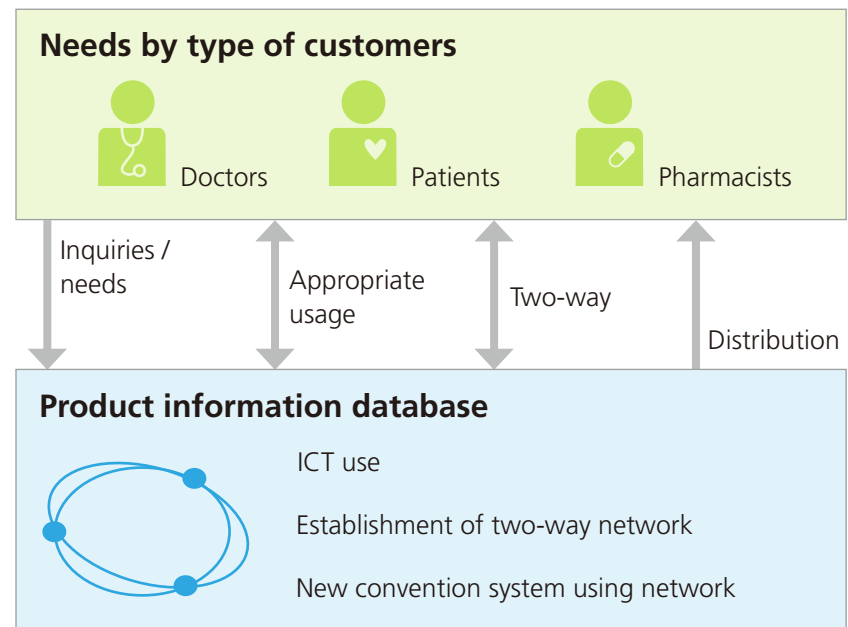 Needs by type of customers
Doctors
Patients
Pharmacists
Inquiries /
needs
Appropriate
usage
Two-way
Distribution
Product information database
ICT use
Establishment of two-way network
New convention system using network